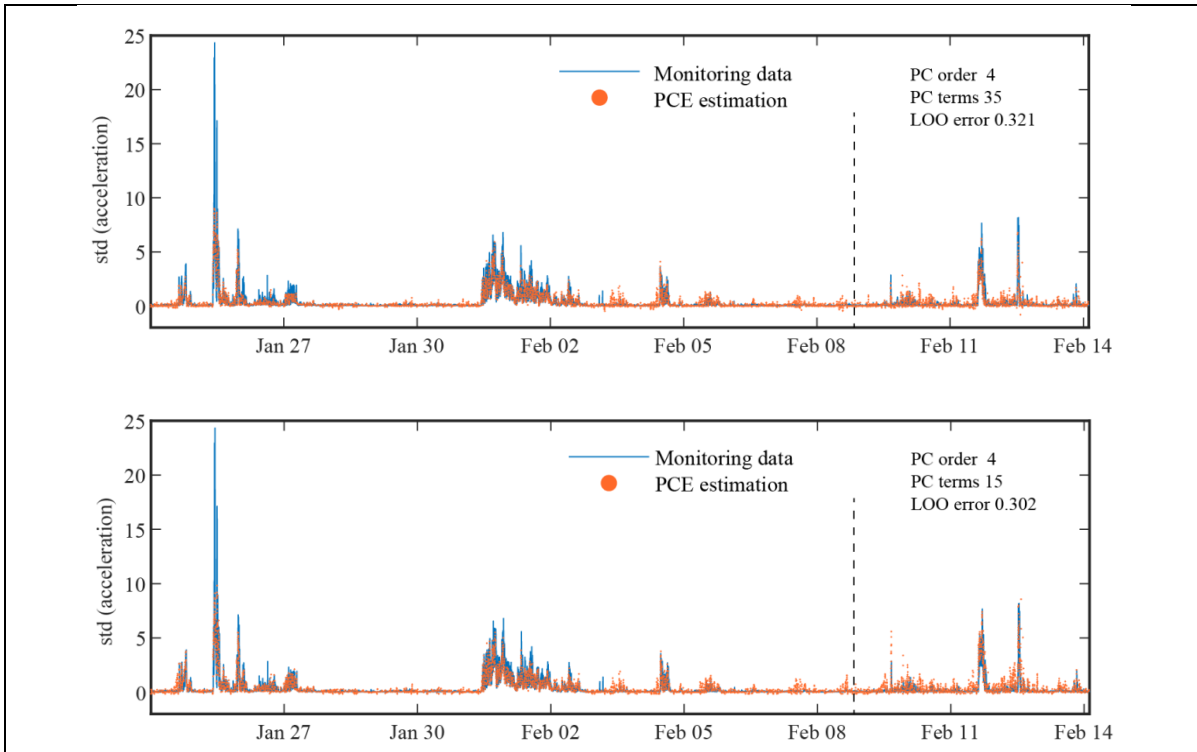 25
20
15
10
5
0
std (acceleration)
Monitoring data
PCE estimation
PC order 4
PC terms 35
LOO error 0.321
Jan 27
Jan 30
Feb 02
Feb 05
Feb 08
Feb 11
Feb 14
25
20
15
10
5
0
std (acceleration)
Monitoring data
PCE estimation
PC order 4
PC terms 15
LOO error 0.302
Jan 27
Jan 30
Feb 02
Feb 05
Feb 08
Feb 11
Feb 14